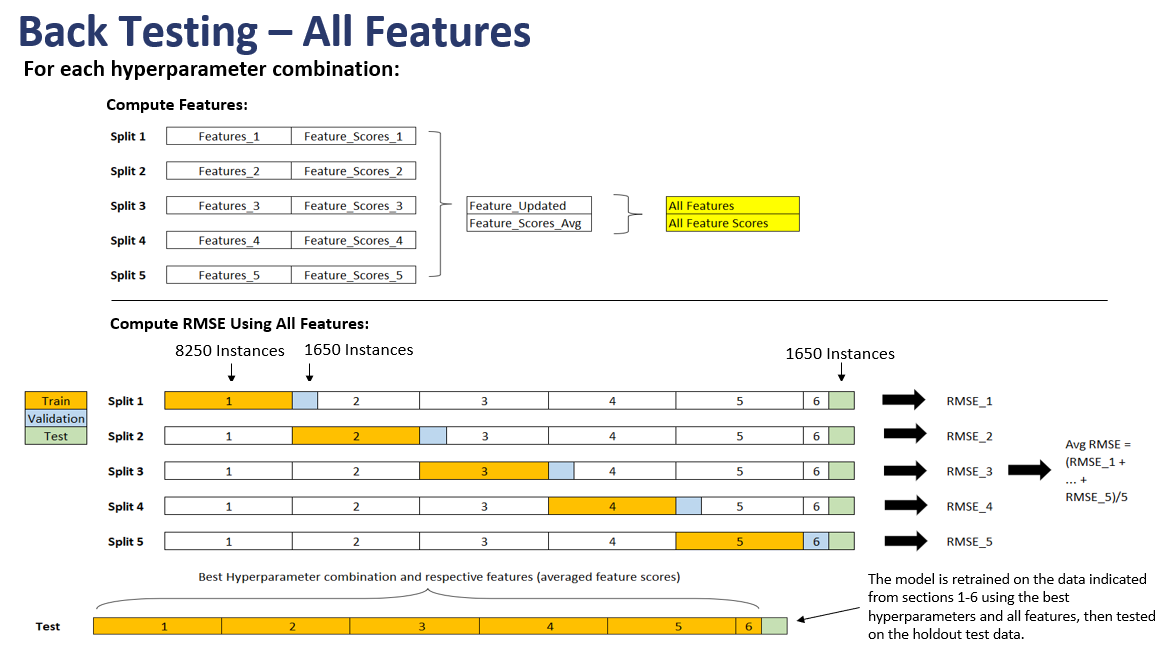 Back Testing – All Features
For each hyperparameter combination:
Compute Features:
Split 1 Features_1 Feature_Scores_1
Split 2 Features_2 Feature_Scores_2
Split 3 Features_3 Feature_Scores_3
Split 4 Features_4 Feature_Scores_4
Split 5 Features_5 Feature_Scores_5
Feature_Updated
Feature_Scores_Avg
All Features
All Feature Scores
Compute RMSE Using All Features:
8250 Instances 1650 Instances 1650 Instances
Train
Validation
Test
Split 1 1 2 3 4 5 6 RMSE_1
Split 2 1 2 3 4 5 6 RMSE_2
Split 3 1 2 3 4 5 6 RMSE_3
Split 4 1 2 3 4 5 6 RMSE_4
Split 5 1 2 3 4 5 6 RMSE_5
Avg RMSE =
(RMSE_1 +
... +
RMSE_5)/5
Best Hyperparameter combination and respective features (averaged feature scores)
Test 1 2 3 4 5 6
The model is retrained on the data indicated
from sections 1-6 using the best
hyperparameters and all features, then tested
on the holdout test data.